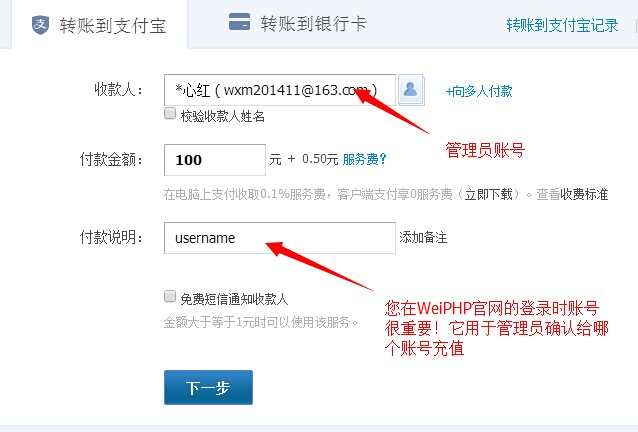 转账到支付宝 转账到银行卡 转账到支付宝记录
收款人： *心红 ( wxm201411@163.com ) +向多人付款
校验收款人姓名
管理员账号
付款金额： 100 元 + 0.50元 服务费?
在电脑上支付收取0.1%服务费，客户端支付享0服务费（立即下载）。查看收费标准
付款说明： username 添加备注
免费短信通知收款人
金额大于等于1元时可以使用该服务。
您在WeiPHP官网的登录时账号
很重要！它用于管理员确认给哪
个账号充值
下一步